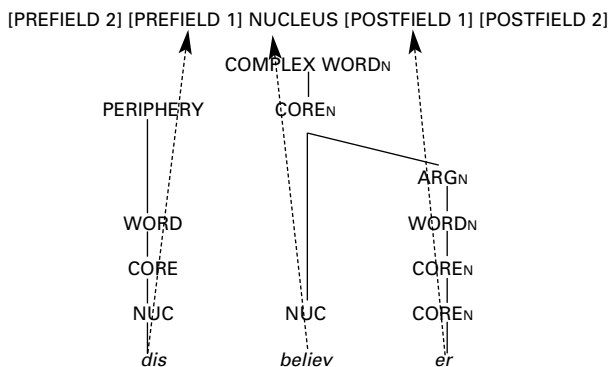 [PREFIELD 2] [PREFIELD 1] NUCLEUS [POSTFIELD 1] [POSTFIELD 2]
COMPLEX WORDN
PERIPHERY COREN
ARGN
WORD WORDN
CORE COREN
NUC NUC COREN
dis believ er